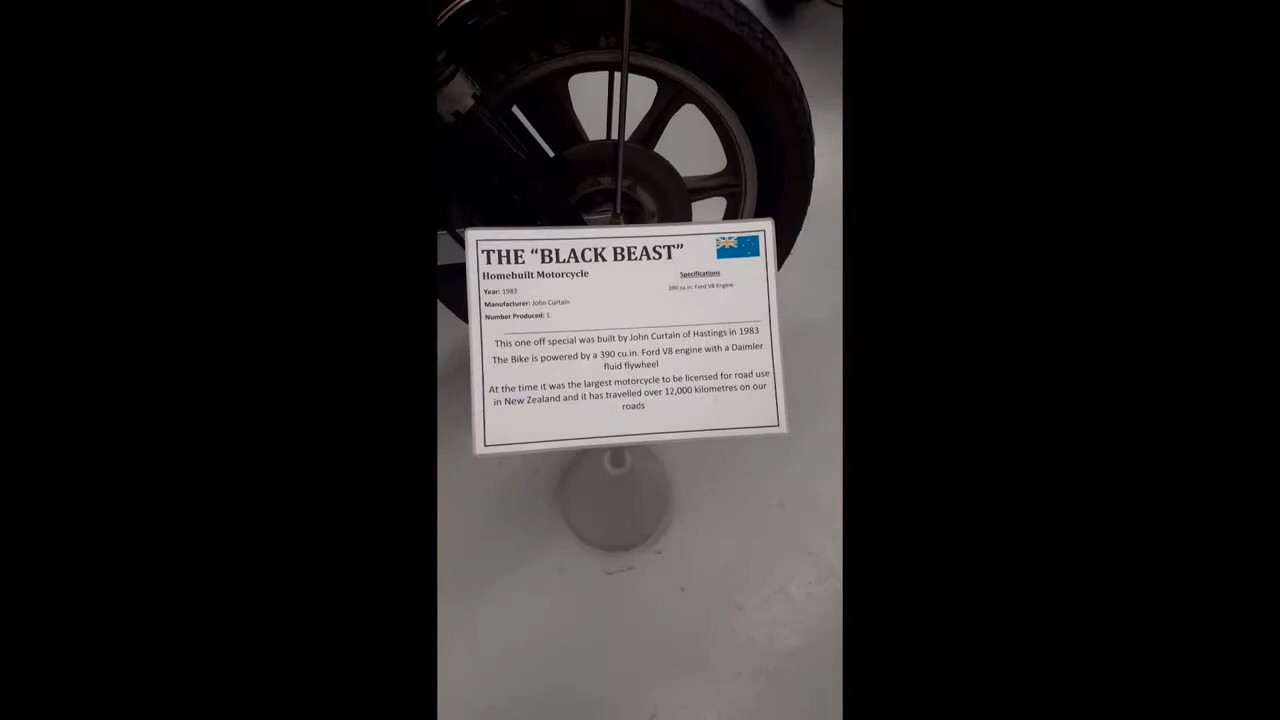 THE “BLACK BEAST”
Homebuilt Motorcycle
Specifications
Year: 1983
390 cu.in. Ford V8 Engine
Manufacturer: John Curtain
Number Produced: 1
This one off special was built by John Curtain of Hastings in 1983
The Bike is powered by a 390 cu.in. Ford V8 engine with a Daimler
fluid flywheel
At the time it was the largest motorcycle to be licensed for road use
in New Zealand and it has travelled over 12,000 kilometres on our
roads